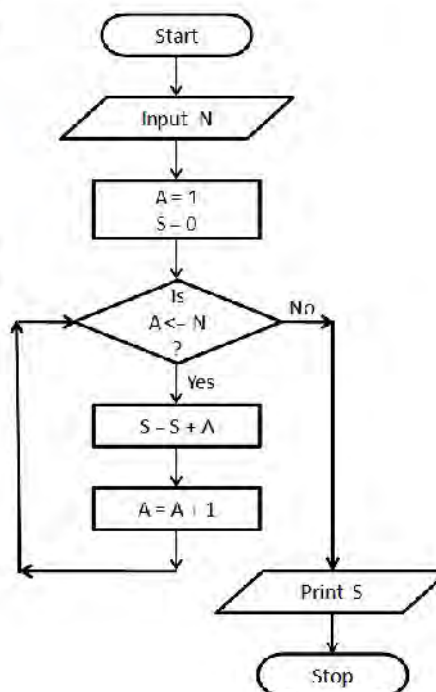 Start
Input N
A = 1
S = 0
Is
A <= N
?
No
Yes
S = S + A
A = A + 1
Print S
Stop